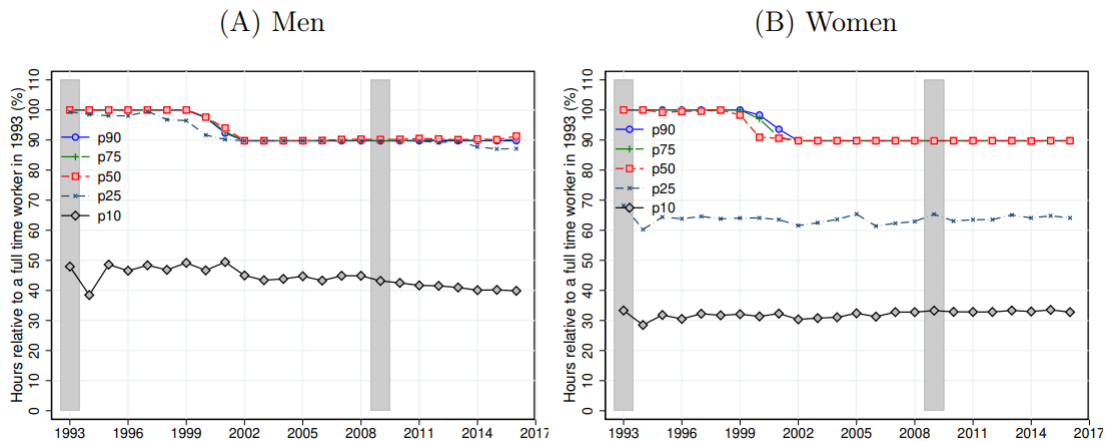 (A) Men
Hours relative to a full time worker in 1993 (%)
110
100
90
80
70
60
50
40
30
20
10
0
p90
p75
p50
p25
p10
1993 1996 1999 2002 2005 2008 2011 2014 2017
(B) Women
Hours relative to a full time worker in 1993 (%)
110
100
90
80
70
60
50
40
30
20
10
0
p90
p75
p50
p25
p10
1993 1996 1999 2002 2005 2008 2011 2014 2017